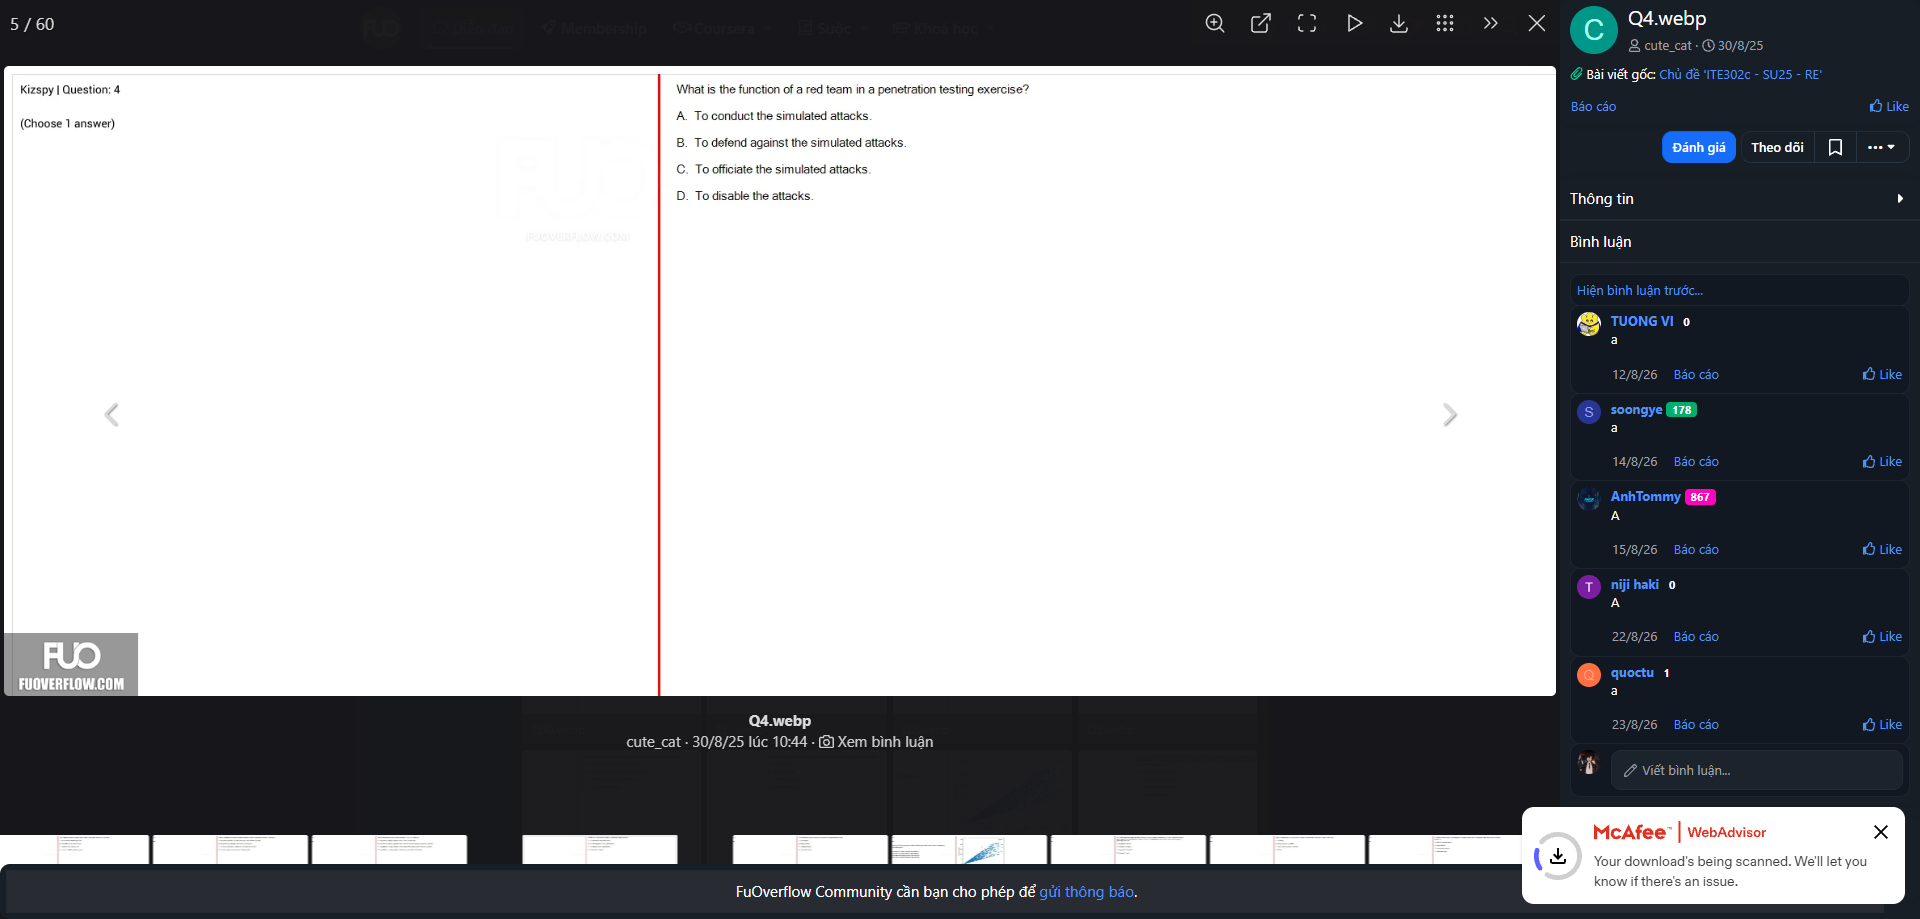 5 / 60
Membership
Coursera
Khoá học
Kizspy | Question: 4
(Choose 1 answer)
What is the function of a red team in a penetration testing exercise?
A. To conduct the simulated attacks.
B. To defend against the simulated attacks.
C. To officiate the simulated attacks.
D. To disable the attacks.
FUO
FUOVERFLOW.COM
FUO
FUOVERFLOW.COM
Q4.webp
cute_cat · 30/8/25 lúc 10:44 · Xem bình luận
FuOverflow Community cần bạn cho phép để gửi thông báo.
C
Q4.webp
cute_cat · 30/8/25
Bài viết gốc: Chủ đề 'ITE302c - SU25 - RE'
Báo cáo
Like
Đánh giá
Theo dõi
Thông tin
Bình luận
Hiện bình luận trước...
TUONG VI 0
a
12/8/26 Báo cáo Like
S
soongye 178
a
14/8/26 Báo cáo Like
AnhTommy 867
A
15/8/26 Báo cáo Like
T
niji haki 0
A
22/8/26 Báo cáo Like
Q
quoctu 1
a
23/8/26 Báo cáo Like
Viết bình luận...
McAfee™ | WebAdvisor
Your download's being scanned. We'll let you
know if there's an issue.